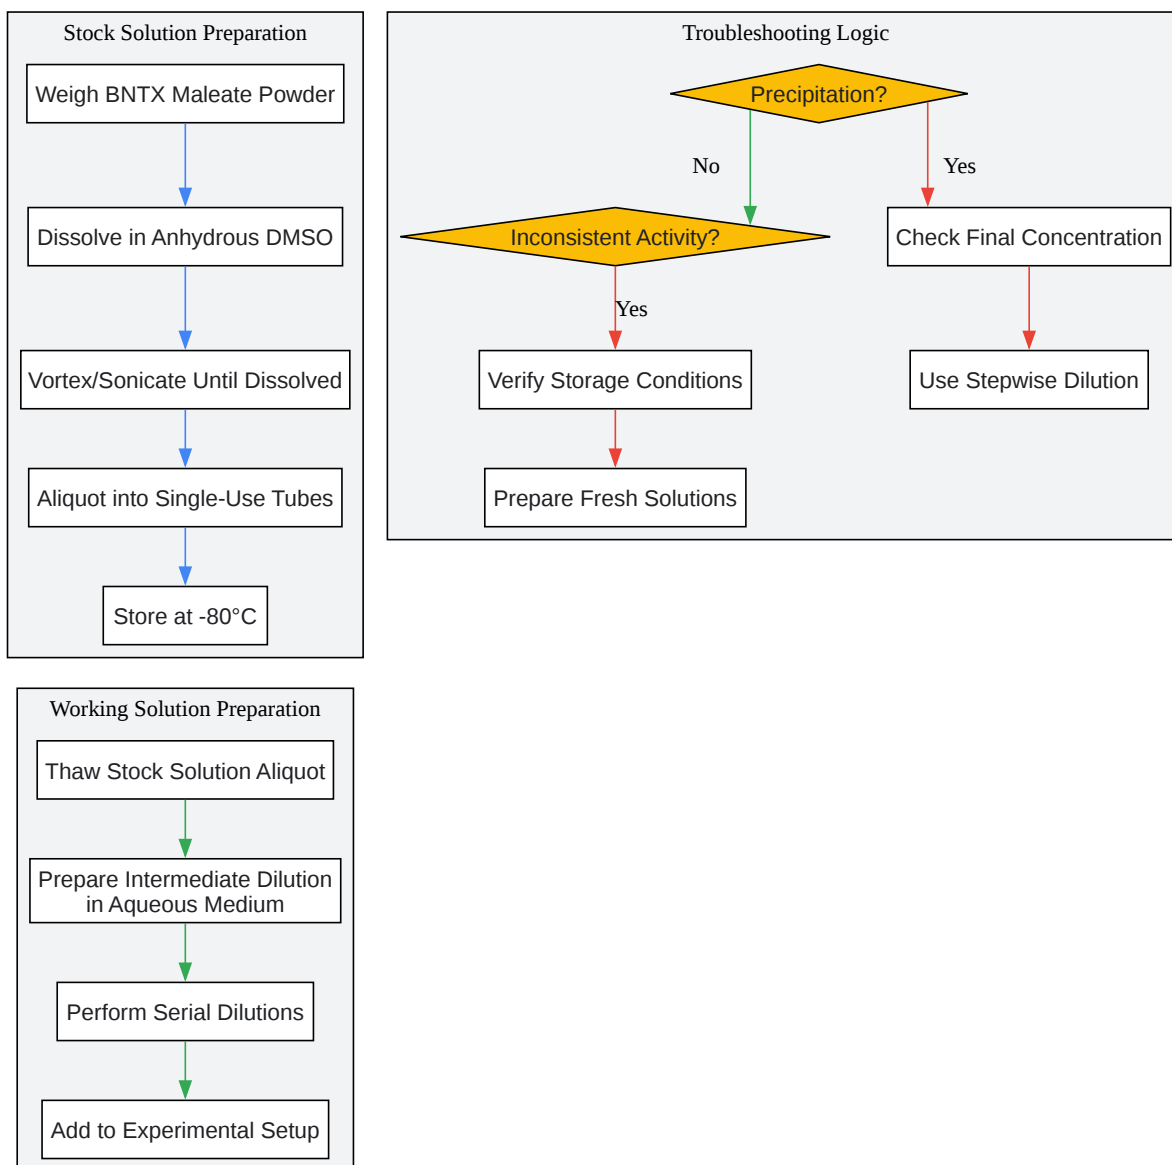 Stock Solution Preparation
Weigh BNTX Maleate Powder
Dissolve in Anhydrous DMSO
Vortex/Sonicate Until Dissolved
Aliquot into Single-Use Tubes
Store at -80°C
Troubleshooting Logic
Precipitation?
No
Yes
Inconsistent Activity?
Check Final Concentration
Yes
Verify Storage Conditions
Use Stepwise Dilution
Prepare Fresh Solutions
Working Solution Preparation
Thaw Stock Solution Aliquot
Prepare Intermediate Dilution
in Aqueous Medium
Perform Serial Dilutions
Add to Experimental Setup